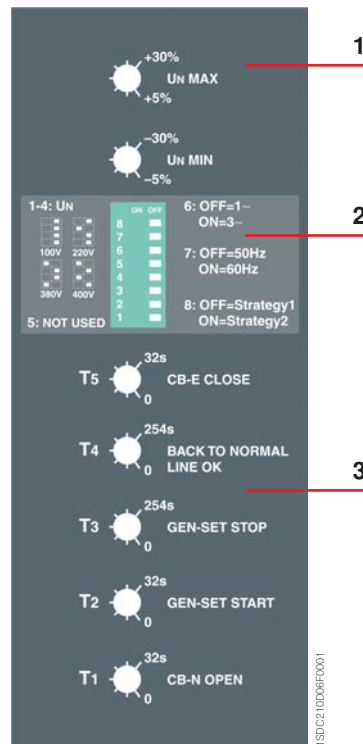 1
+30%
UN MAX
+5%
–30%
UN MIN
–5%
2
1-4: UN
100V 220V
380V 400V
5: NOT USED
ON OFF
8
7
6
5
4
3
2
1
6: OFF=1~
ON=3~
7: OFF=50Hz
ON=60Hz
8: OFF=Strategy1
ON=Strategy2
32s
T5 CB-E CLOSE
0
254s
T4 BACK TO NORMAL
0 LINE OK
3
254s
T3 GEN-SET STOP
0
32s
T2 GEN-SET START
0
32s
T1 CB-N OPEN
0
1SDC210D06F0001